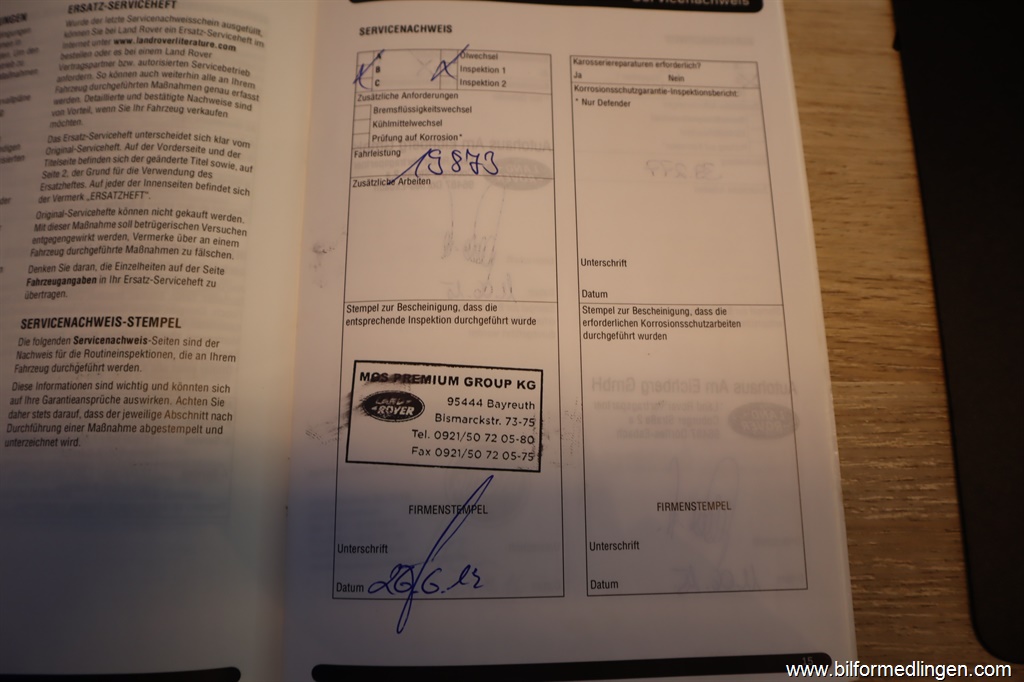 ERSATZ-SERVICEHEFT
Wurde der letzte Servicenachweisschein ausgefüllt,
können Sie bei Land Rover ein Ersatz-Serviceheft im
Internet unter www.landroverliterature.com
bestellen oder es bei einem Land Rover
Vertragspartner bzw. autorisierten Servicebetrieb
anfordern. So können auch weiterhin alle an Ihrem
Fahrzeug durchgeführten Maßnahmen genau erfasst
werden. Detaillierte und bestätigte Nachweise sind
von Vorteil, wenn Sie Ihr Fahrzeug verkaufen
möchten.
Das Ersatz-Serviceheft unterscheidet sich klar vom
Original-Serviceheft. Auf der Vorderseite und der
Titelseite befinden sich der geänderte Titel sowie, auf
Seite 2, der Grund für die Verwendung des
Ersatzheftes. Auf jeder der Innenseiten befindet sich
der Vermerk „ERSATZHEFT“.
Original-Servicehefte können nicht gekauft werden.
Mit dieser Maßnahme soll betrügerischen Versuchen
entgegengewirkt werden, Vermerke über an einem
Fahrzeug durchgeführte Maßnahmen zu fälschen.
Denken Sie daran, die Einzelheiten auf der Seite
Fahrzeugangaben in Ihr Ersatz-Serviceheft zu
übertragen.
SERVICENACHWEIS-STEMPEL
Die folgenden Servicenachweis-Seiten sind der
Nachweis für die Routineinspektionen, die an Ihrem
Fahrzeug durchgeführt werden.
Diese Informationen sind wichtig und könnten sich
auf Ihre Garantieansprüche auswirken. Achten Sie
daher stets darauf, dass der jeweilige Abschnitt nach
Durchführung einer Maßnahme abgestempelt und
unterzeichnet wird.
Servicenachweis
SERVICENACHWEIS
A Ölwechsel
B Inspektion 1
C Inspektion 2
Zusätzliche Anforderungen
Bremsflüssigkeitswechsel
Kühlmittelwechsel
Prüfung auf Korrosion*
Fahrleistung 19873
Zusätzliche Arbeiten
Stempel zur Bescheinigung, dass die
entsprechende Inspektion durchgeführt wurde
MGS PREMIUM GROUP KG
LAND ROVER
95444 Bayreuth
Bismarckstr. 73-75
Tel. 0921/50 72 05-80
Fax 0921/50 72 05-75
FIRMENSTEMPEL
Unterschrift
Datum
Karosseriereparaturen erforderlich?
Ja Nein
Korrosionsschutzgarantie-Inspektionsbericht:
* Nur Defender
Unterschrift
Datum
Stempel zur Bescheinigung, dass die
erforderlichen Korrosionsschutzarbeiten
durchgeführt wurden
FIRMENSTEMPEL
Unterschrift
Datum
15
www.bilformedlingen.com